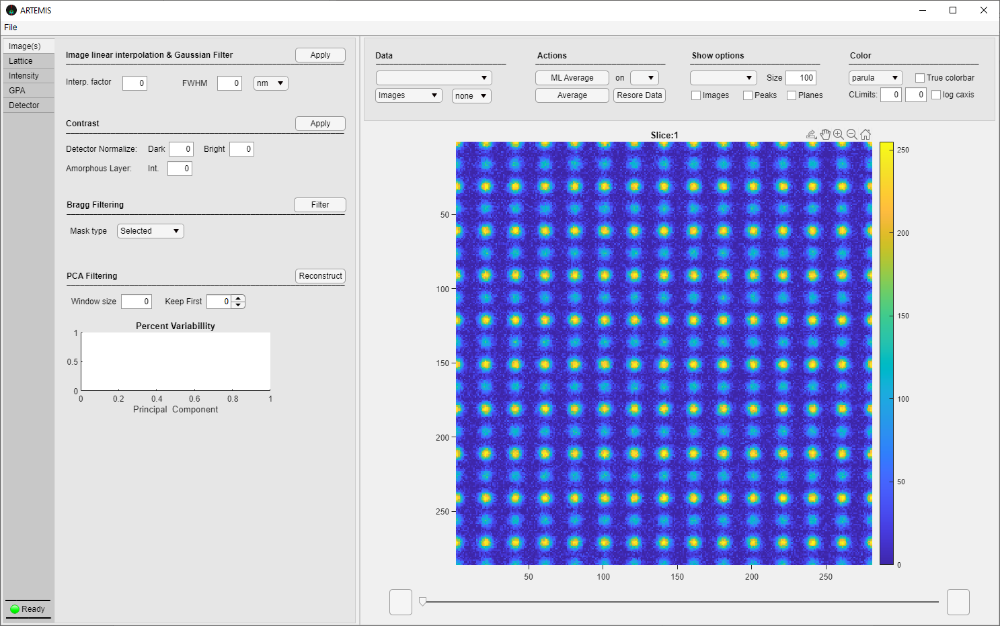 ARTEMIS
File
Image(s)
Lattice
Intensity
GPA
Detector
Ready
Image linear interpolation & Gaussian Filter
Apply
Interp. factor
0
FWHM
0
nm
Contrast
Apply
Detector Normalize:
Dark
0
Bright
0
Amorphous Layer:
Int.
0
Bragg Filtering
Filter
Mask type
Selected
PCA Filtering
Reconstruct
Window size
0
Keep First
0
Percent Variabillity
1
0.5
0
0
0.2
0.4
0.6
0.8
1
Principal Component
Data
Images
none
Actions
ML Average
on
Average
Resore Data
Show options
Size
100
Images
Peaks
Planes
Color
parula
True colorbar
CLimits:
0
0
log caxis
Slice:1
50
100
150
200
250
50
100
150
200
250
250
200
150
100
50
0